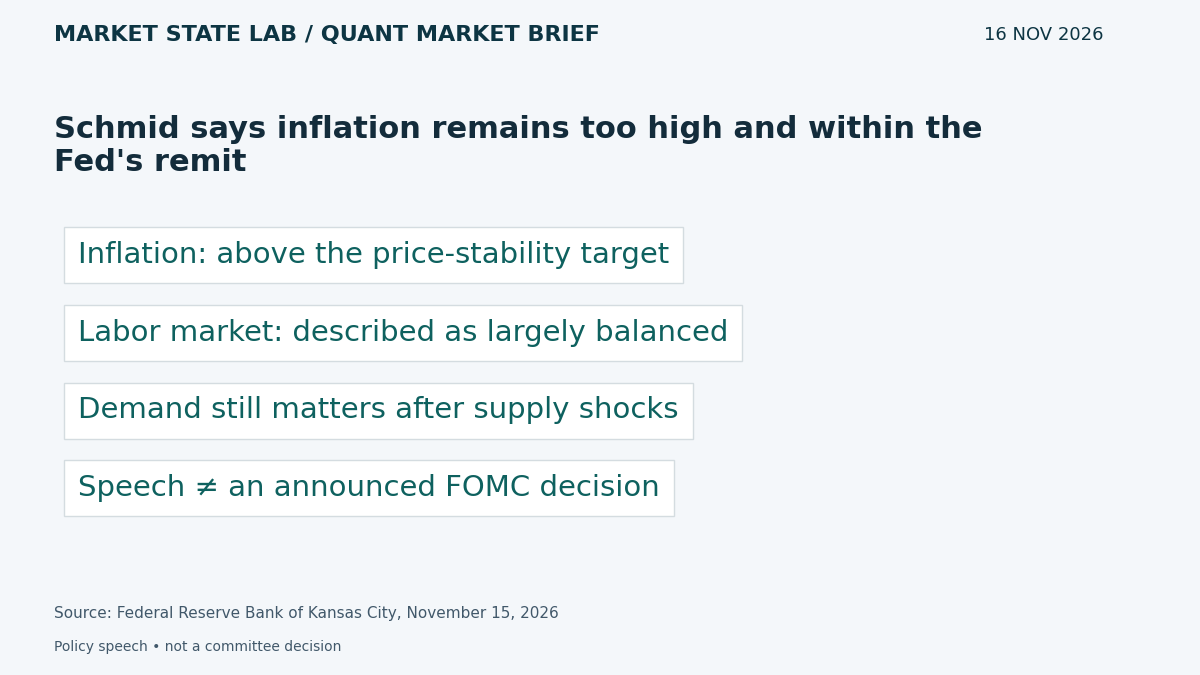 MARKET STATE LAB / QUANT MARKET BRIEF
16 NOV 2026
Schmid says inflation remains too high and within the
Fed's remit
Inflation: above the price-stability target
Labor market: described as largely balanced
Demand still matters after supply shocks
Speech ≠ an announced FOMC decision
Source: Federal Reserve Bank of Kansas City, November 15, 2026
Policy speech • not a committee decision